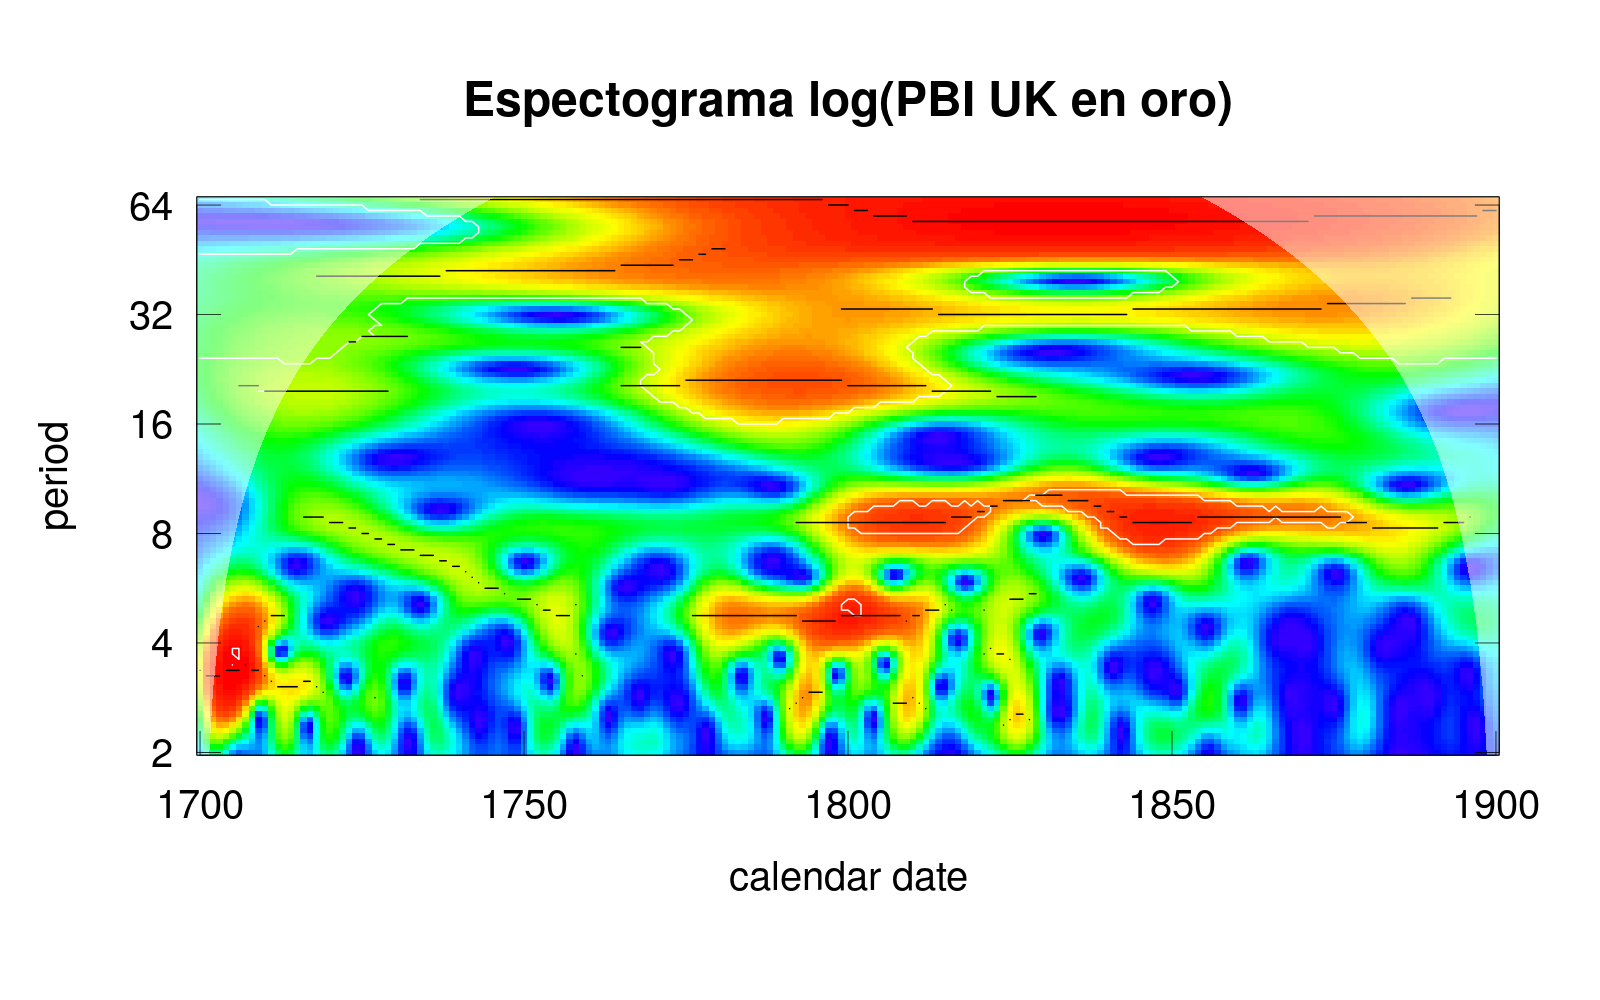 Espectograma log(PBI UK en oro)
period
64
32
16
8
4
2
1700 1750 1800 1850 1900
calendar date